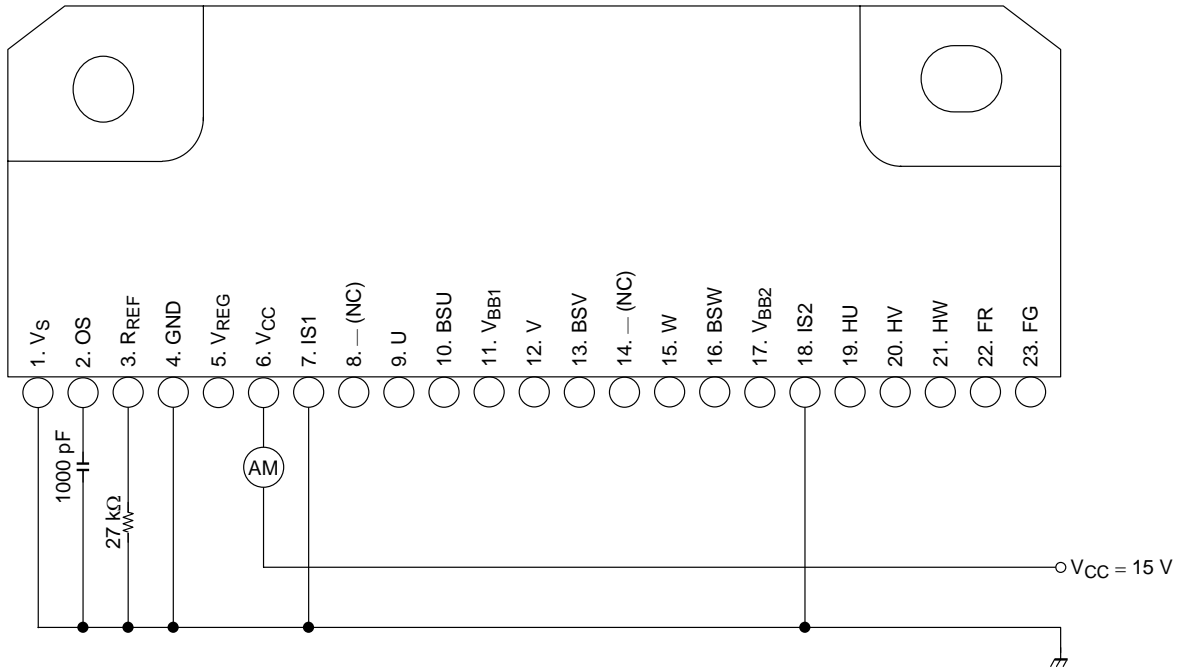 1. VS
2. OS
3. RREF
4. GND
5. VREG
6. VCC
7. IS1
8. — (NC)
9. U
10. BSU
11. VBB1
12. V
13. BSV
14. — (NC)
15. W
16. BSW
17. VBB2
18. IS2
19. HU
20. HV
21. HW
22. FR
23. FG
1000 pF
27 kΩ
AM
VCC = 15 V